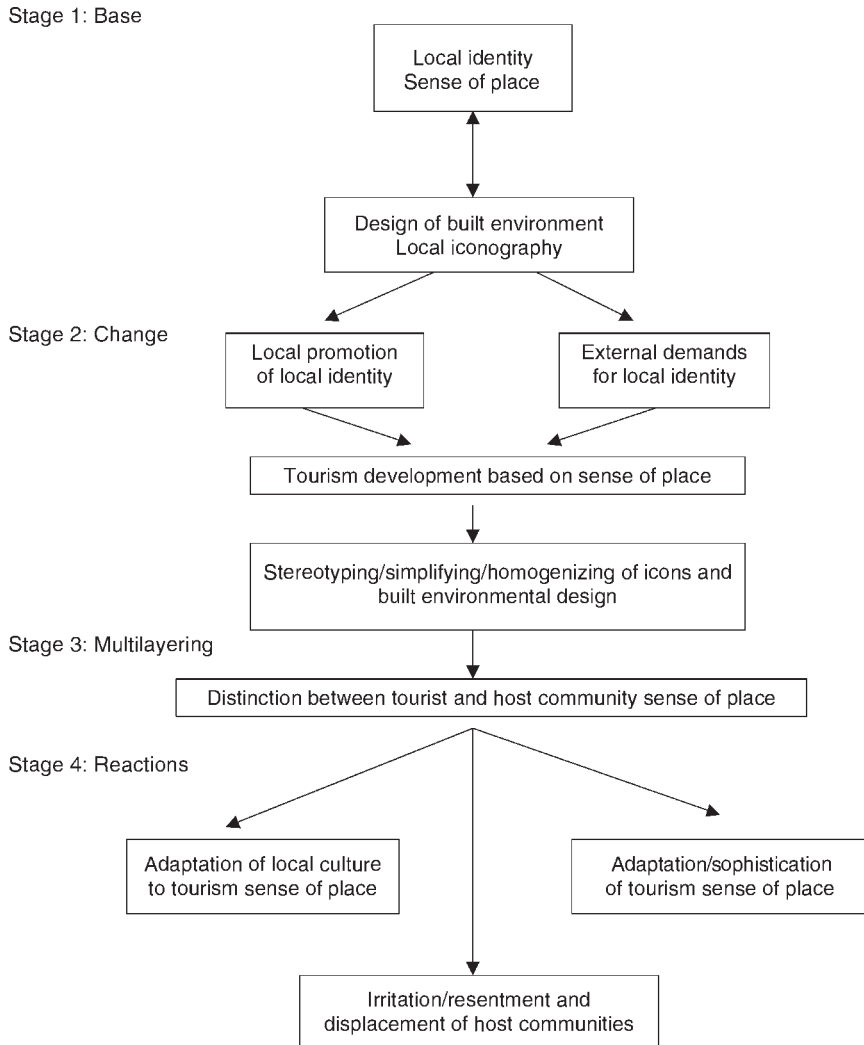 Stage 1: Base
Local identity
Sense of place
Design of built environment
Local iconography
Stage 2: Change
Local promotion
of local identity
External demands
for local identity
Tourism development based on sense of place
Stereotyping/simplifying/homogenizing of icons and
built environmental design
Stage 3: Multilayering
Distinction between tourist and host community sense of place
Stage 4: Reactions
Adaptation of local culture
to tourism sense of place
Adaptation/sophistication
of tourism sense of place
Irritation/resentment and
displacement of host communities